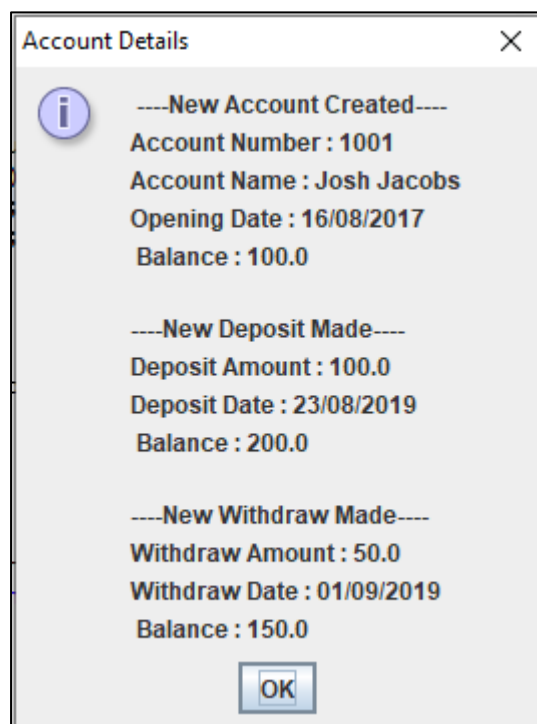 Account Details
----New Account Created----
Account Number : 1001
Account Name : Josh Jacobs
Opening Date : 16/08/2017
Balance : 100.0
----New Deposit Made----
Deposit Amount : 100.0
Deposit Date : 23/08/2019
Balance : 200.0
----New Withdraw Made----
Withdraw Amount : 50.0
Withdraw Date : 01/09/2019
Balance : 150.0
OK